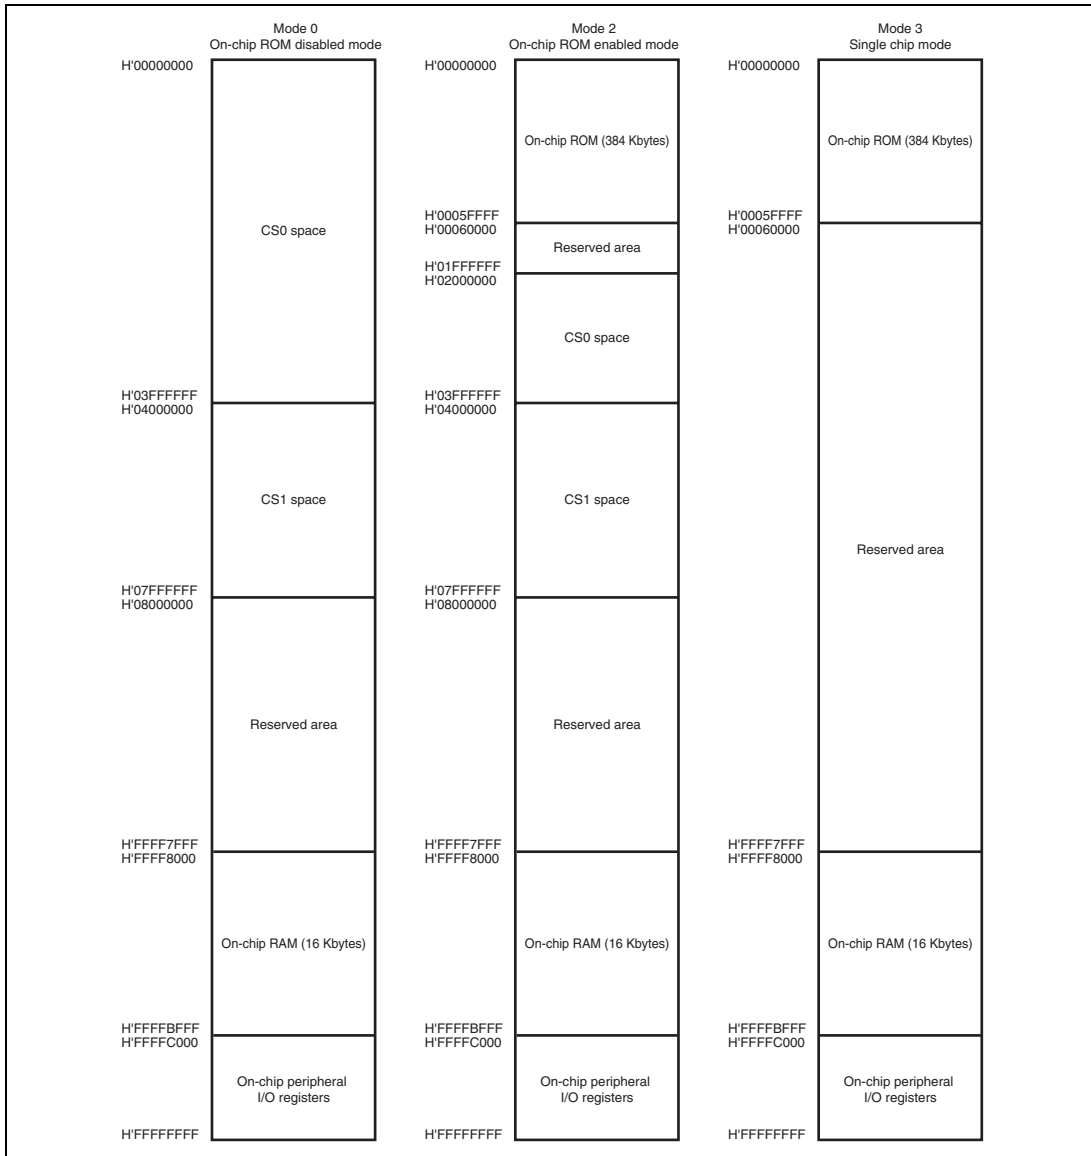 Mode 0
On-chip ROM disabled mode
H'00000000
CS0 space
H'03FFFFFF
H'04000000
CS1 space
H'07FFFFFF
H'08000000
Reserved area
H'FFFF7FFF
H'FFFF8000
On-chip RAM (16 Kbytes)
H'FFFFBFFF
H'FFFFC000
On-chip peripheral
I/O registers
H'FFFFFFFF
Mode 2
On-chip ROM enabled mode
H'00000000
On-chip ROM (384 Kbytes)
H'0005FFFF
H'00060000
Reserved area
H'01FFFFFF
H'02000000
CS0 space
H'03FFFFFF
H'04000000
CS1 space
H'07FFFFFF
H'08000000
Reserved area
H'FFFF7FFF
H'FFFF8000
On-chip RAM (16 Kbytes)
H'FFFFBFFF
H'FFFFC000
On-chip peripheral
I/O registers
H'FFFFFFFF
Mode 3
Single chip mode
H'00000000
On-chip ROM (384 Kbytes)
H'0005FFFF
H'00060000
Reserved area
H'FFFF7FFF
H'FFFF8000
On-chip RAM (16 Kbytes)
H'FFFFBFFF
H'FFFFC000
On-chip peripheral
I/O registers
H'FFFFFFFF